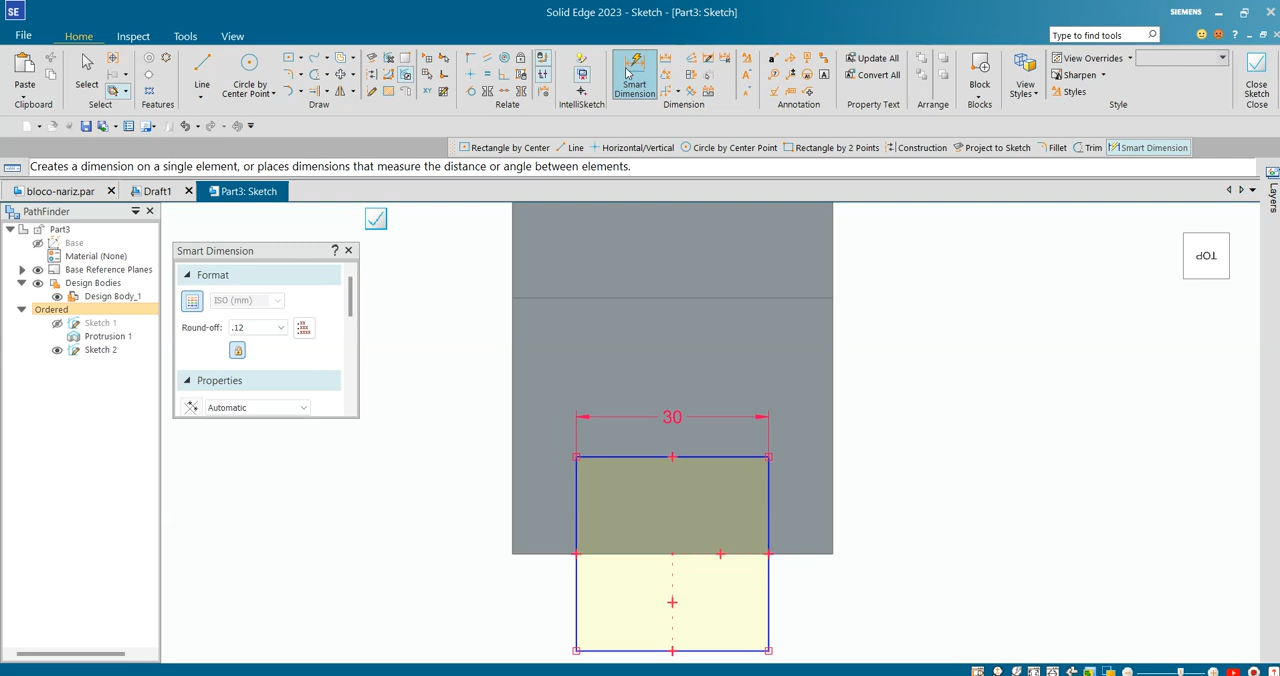 SE
Solid Edge 2023 - Sketch - [Part3: Sketch]
SIEMENS
File Home Inspect Tools View
Type to find tools
Paste
Clipboard
Select
Select
Features
Line
Circle by
Center Point
Draw
Relate
IntelliSketch
Smart
Dimension
Dimension
Annotation
Update All
Convert All
Property Text
Arrange
Block
Blocks
View
Styles
View Overrides
Sharpen
Styles
Style
Close
Sketch
Close
Rectangle by Center Line Horizontal/Vertical Circle by Center Point Rectangle by 2 Points Construction Project to Sketch Fillet Trim Smart Dimension
Creates a dimension on a single element, or places dimensions that measure the distance or angle between elements.
bloco-nariz.par Draft1 Part3: Sketch
PathFinder
Part3
Base
Material (None)
Base Reference Planes
Design Bodies
Design Body_1
Ordered
Sketch 1
Protrusion 1
Sketch 2
Smart Dimension ?
Format
ISO (mm)
Round-off: .12
Properties
Automatic
30
TOP
Layers